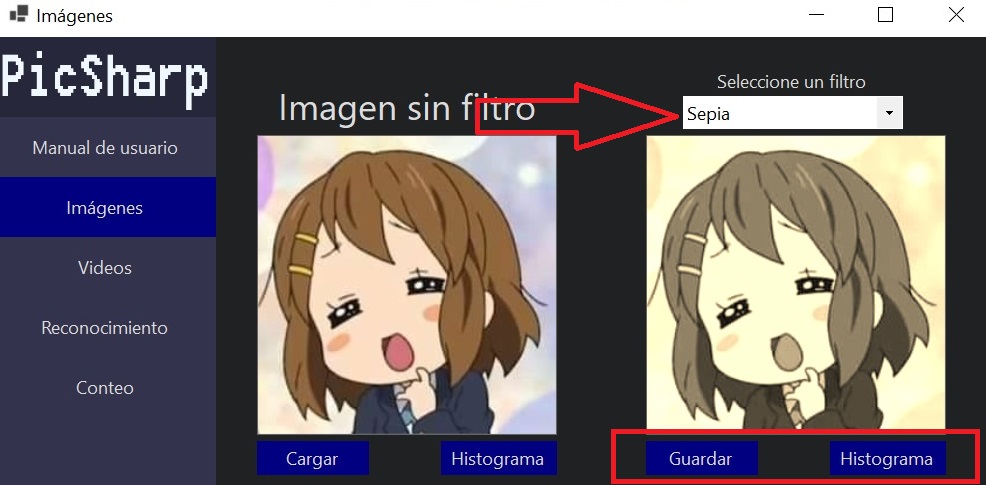 Imágenes
PicSharp
Manual de usuario
Imágenes
Videos
Reconocimiento
Conteo
Imagen sin filtro
Cargar
Histograma
Seleccione un filtro
Sepia
Guardar
Histograma